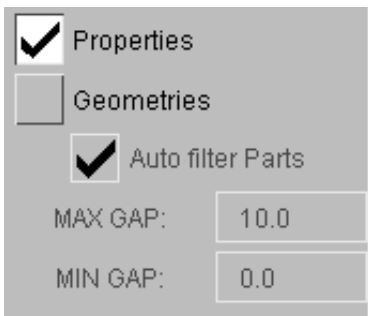 Properties
Geometries
Auto filter Parts
MAX GAP: 10.0
MIN GAP: 0.0